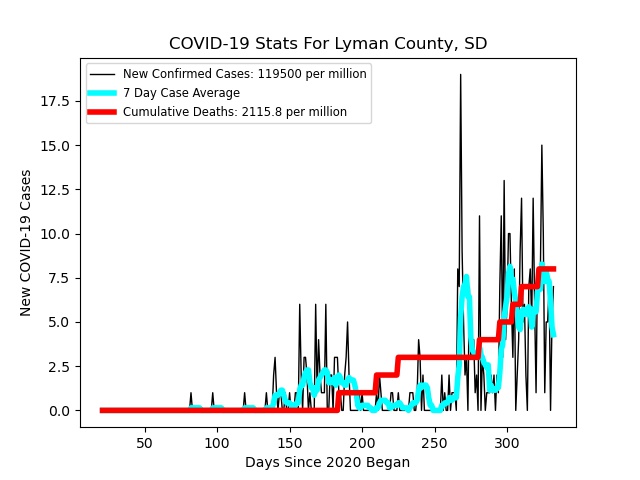 COVID-19 Stats For Lyman County, SD
New Confirmed Cases: 119500 per million
7 Day Case Average
Cumulative Deaths: 2115.8 per million
New COVID-19 Cases
17.5
15.0
12.5
10.0
7.5
5.0
2.5
0.0
50 100 150 200 250 300
Days Since 2020 Began